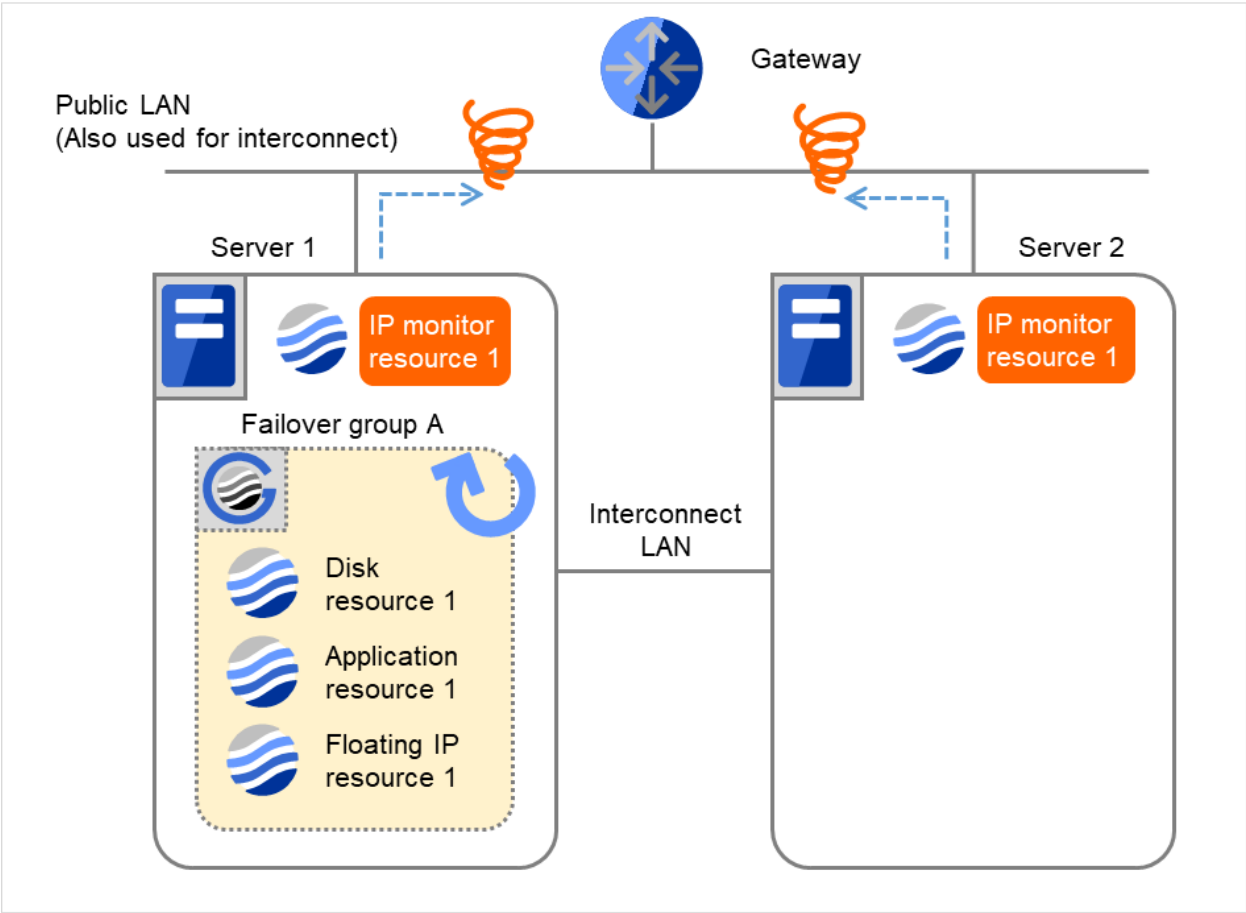 Gateway
Public LAN
(Also used for interconnect)
Server 1
Server 2
IP monitor
resource 1
IP monitor
resource 1
Failover group A
Interconnect
LAN
Disk
resource 1
Application
resource 1
Floating IP
resource 1